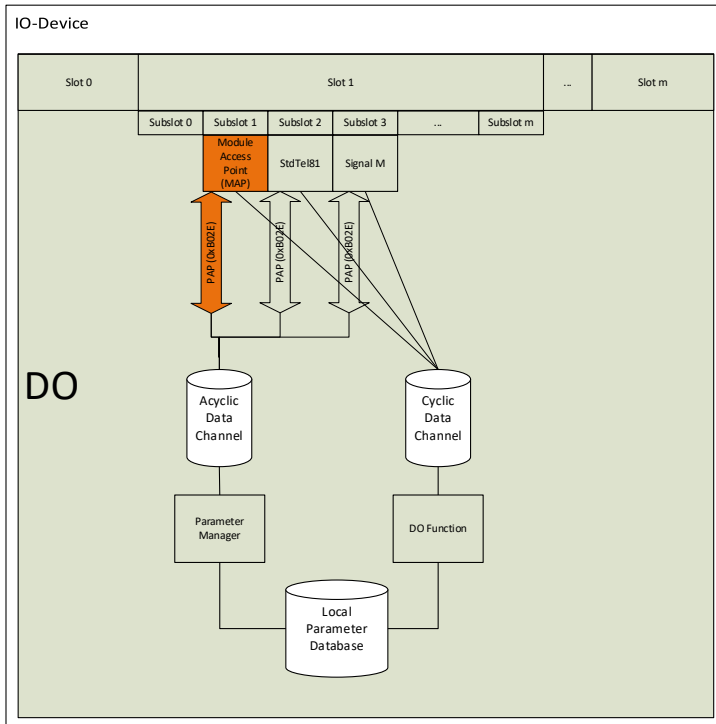 IO-Device
Slot 0
Slot 1
...
Slot m
Subslot 0
Subslot 1
Subslot 2
Subslot 3
...
Subslot m
Module
Access
Point
(MAP)
StdTel81
Signal M
PAP (0xB02E)
PAP (0xB02E)
PAP (0xB02E)
DO
Acyclic
Data
Channel
Cyclic
Data
Channel
Parameter
Manager
DO Function
Local
Parameter
Database